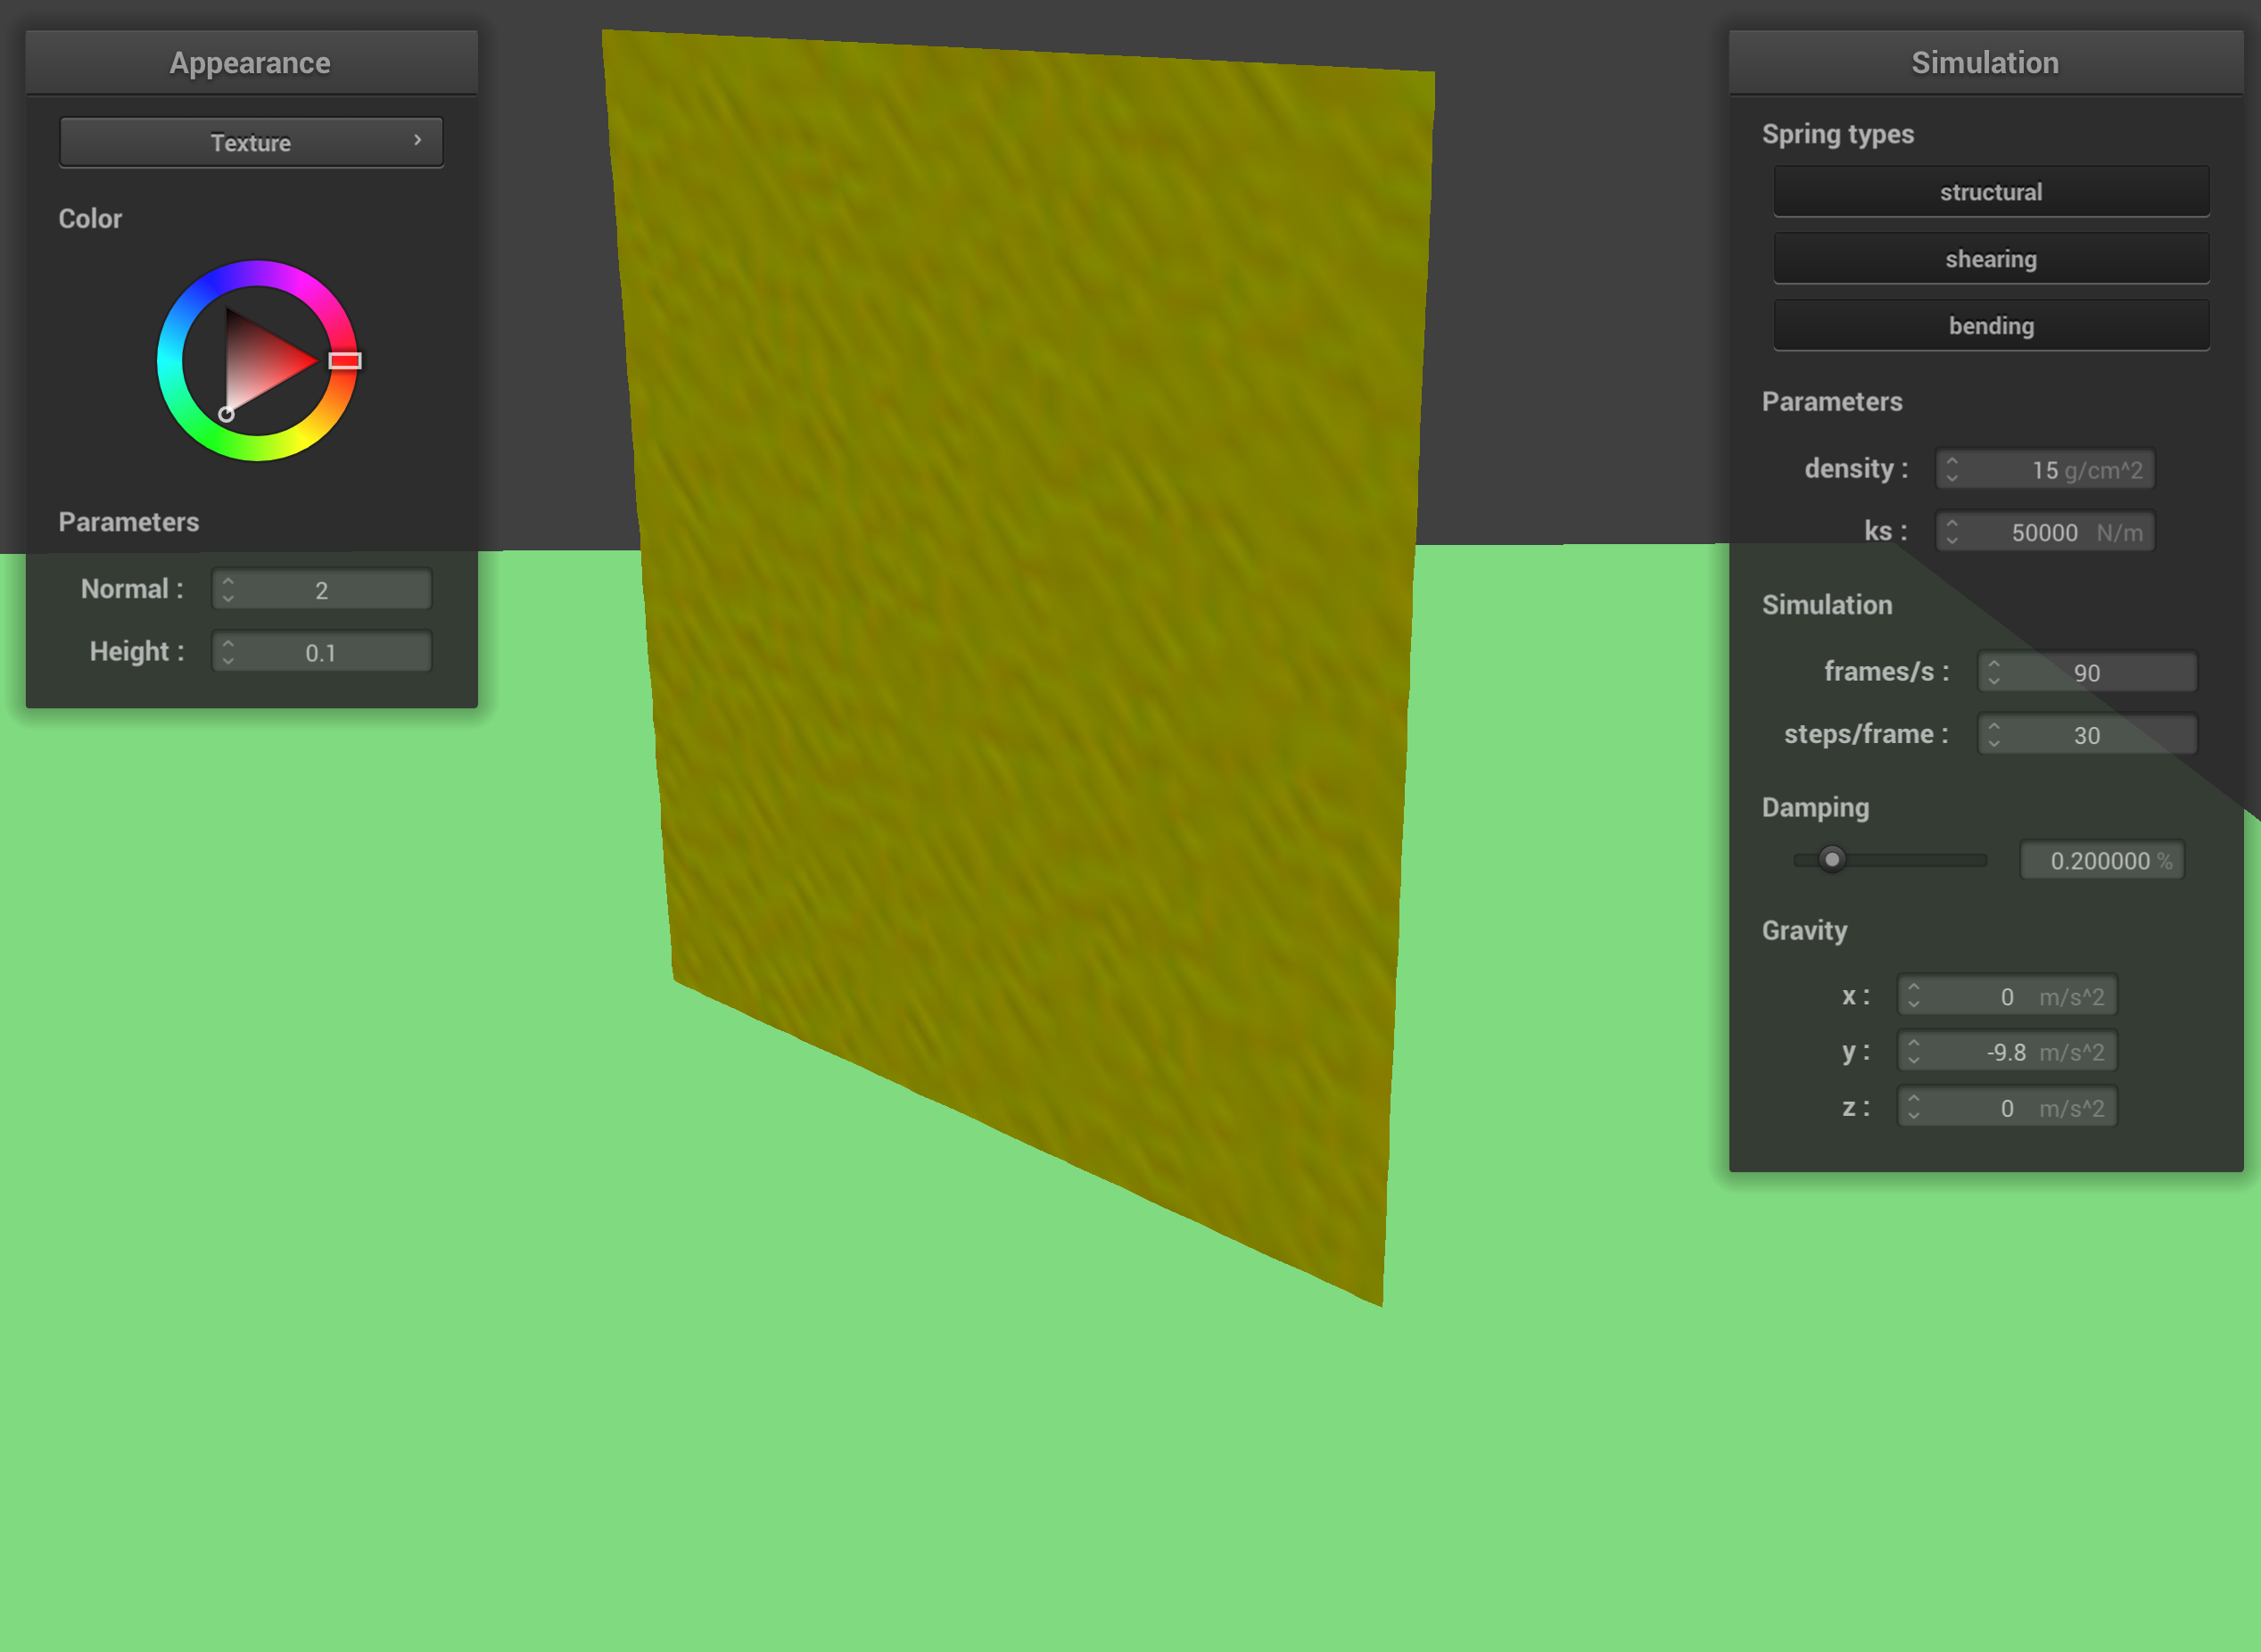 Appearance
Texture ›
Color
Parameters
Normal : 2
Height : 0.1
Simulation
Spring types
structural
shearing
bending
Parameters
density : 15 g/cm^2
ks : 50000 N/m
Simulation
frames/s : 90
steps/frame : 30
Damping
0.200000 %
Gravity
x : 0 m/s^2
y : -9.8 m/s^2
z : 0 m/s^2